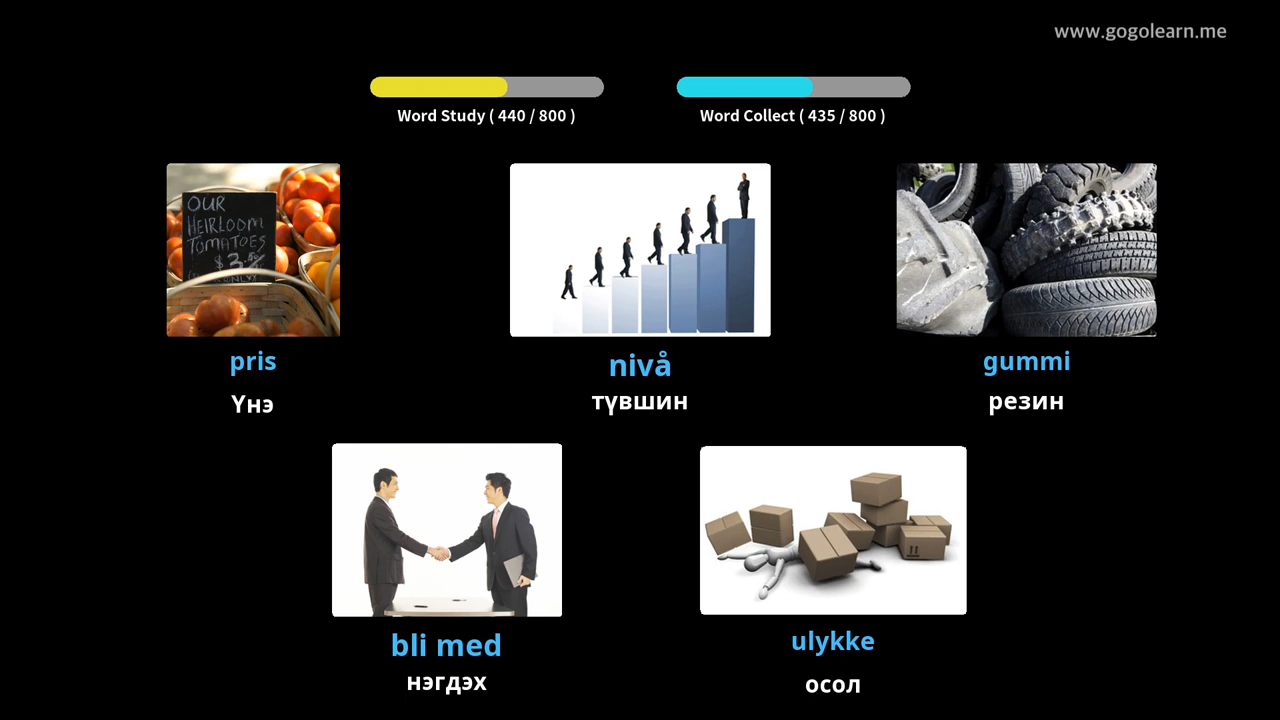 www.gogolearn.me
Word Study ( 440 / 800 )
Word Collect ( 435 / 800 )
OUR
HEIRLOOM
TOMATOES
pris
nivå
gummi
Үнэ
түвшин
резин
bli med
ulykke
нэгдэх
осол